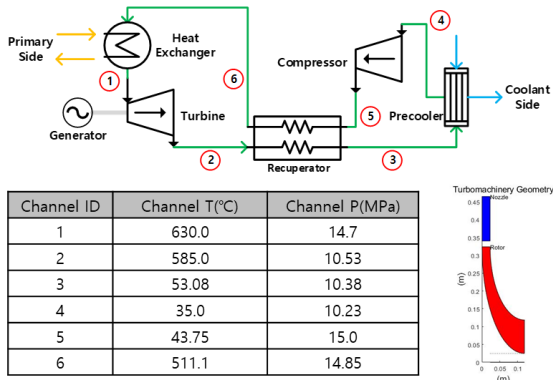 Primary
Side
Heat
Exchanger
1
Generator
Turbine
2
6
Recuperator
5
3
Compressor
4
Precooler
Coolant
Side
Channel ID Channel T(℃) Channel P(MPa)
1 630.0 14.7
2 585.0 10.53
3 53.08 10.38
4 35.0 10.23
5 43.75 15.0
6 511.1 14.85
Turbomachinery Geometry
Nozzle
Rotor
0.45
0.4
0.35
0.3
0.25
0.2
0.15
0.1
0.05
0
(m)
0 0.05 0.1
(m)